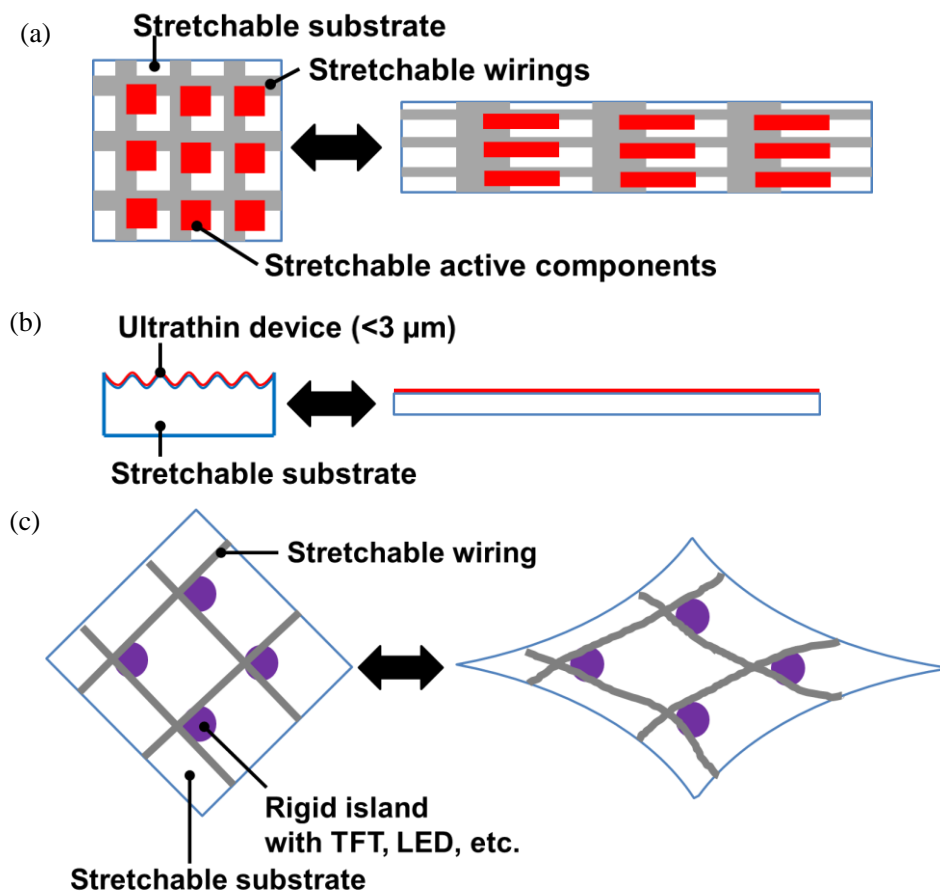 (a)
Stretchable substrate
Stretchable wirings
Stretchable active components
(b)
Ultrathin device (<3 μm)
Stretchable substrate
(c)
Stretchable wiring
Rigid island
with TFT, LED, etc.
Stretchable substrate